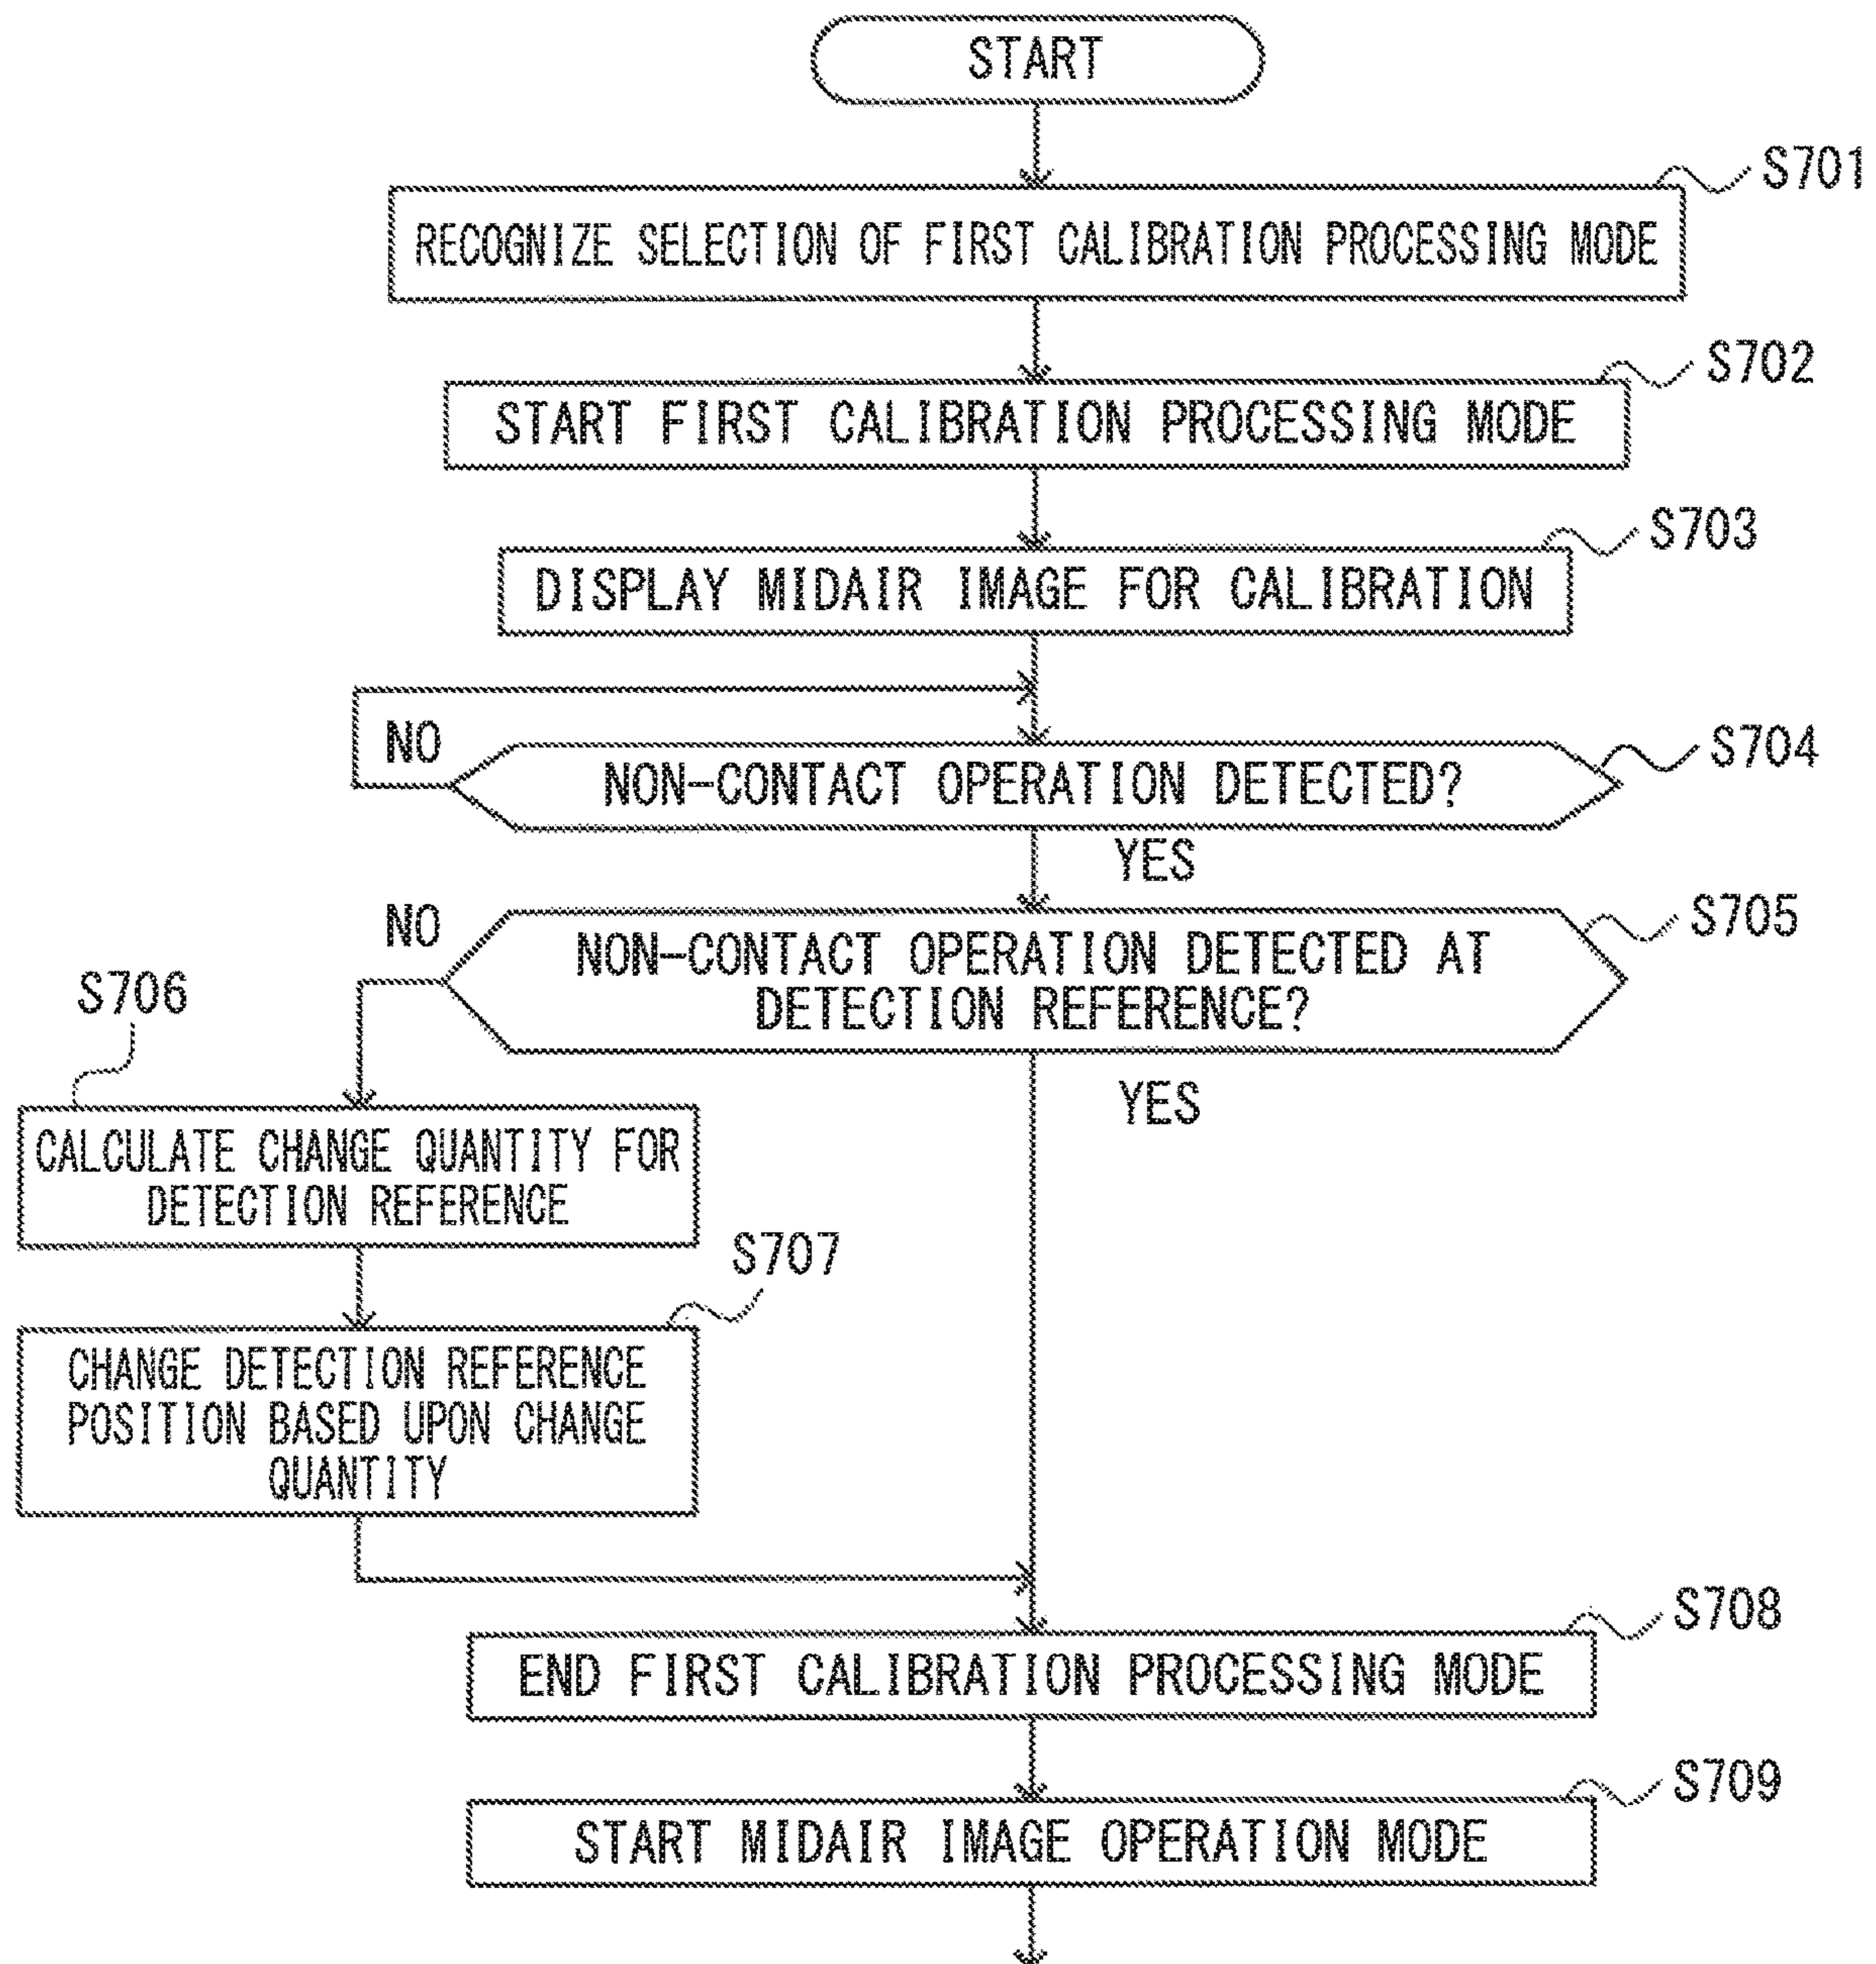 START
S701
RECOGNIZE SELECTION OF FIRST CALIBRATION PROCESSING MODE
S702
START FIRST CALIBRATION PROCESSING MODE
S703
DISPLAY MIDAIR IMAGE FOR CALIBRATION
NO
S704
NON-CONTACT OPERATION DETECTED?
YES
NO
S705
NON-CONTACT OPERATION DETECTED AT
DETECTION REFERENCE?
YES
S706
CALCULATE CHANGE QUANTITY FOR
DETECTION REFERENCE
S707
CHANGE DETECTION REFERENCE
POSITION BASED UPON CHANGE
QUANTITY
S708
END FIRST CALIBRATION PROCESSING MODE
S709
START MIDAIR IMAGE OPERATION MODE